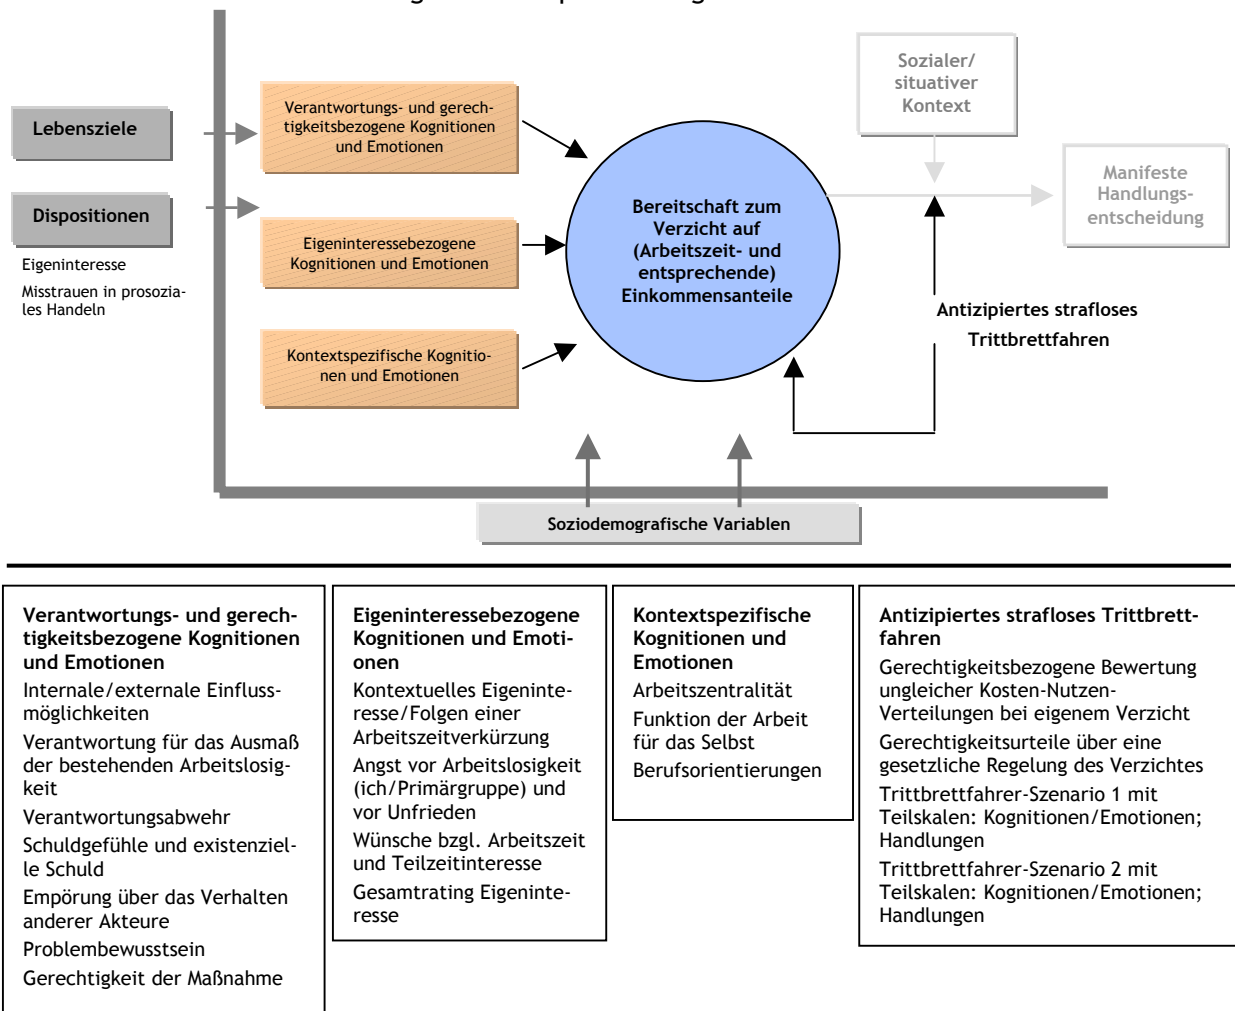 Sozialer/
situativer
Kontext
Lebensziele
Verantwortungs- und gerech-
tigkeitsbezogene Kognitionen
und Emotionen
Manifeste
Handlungs-
entscheidung
Dispositionen
Eigeninteresse
Misstrauen in prosozia-
les Handeln
Eigeninteressebezogene
Kognitionen und Emotionen
Bereitschaft zum
Verzicht auf
(Arbeitszeit- und
entsprechende)
Einkommensanteile
Antizipiertes strafloses
Trittbrettfahren
Kontextspezifische Kognitio-
nen und Emotionen
Soziodemografische Variablen
Verantwortungs- und gerech-
tigkeitsbezogene Kognitionen
und Emotionen
Internale/externale Einfluss-
möglichkeiten
Verantwortung für das Ausmaß
der bestehenden Arbeitslosig-
keit
Verantwortungsabwehr
Schuldgefühle und existenziel-
le Schuld
Empörung über das Verhalten
anderer Akteure
Problembewusstsein
Gerechtigkeit der Maßnahme
Eigeninteressebezogene
Kognitionen und Emoti-
onen
Kontextuelles Eigeninte-
resse/Folgen einer
Arbeitszeitverkürzung
Angst vor Arbeitslosigkeit
(ich/Primärgruppe) und
vor Unfrieden
Wünsche bzgl. Arbeitszeit
und Teilzeitinteresse
Gesamtrating Eigeninte-
resse
Kontextspezifische
Kognitionen und
Emotionen
Arbeitszentralität
Funktion der Arbeit
für das Selbst
Berufsorientierungen
Antizipiertes strafloses Trittbrett-
fahren
Gerechtigkeitsbezogene Bewertung
ungleicher Kosten-Nutzen-
Verteilungen bei eigenem Verzicht
Gerechtigkeitsurteile über eine
gesetzliche Regelung des Verzichtes
Trittbrettfahrer-Szenario 1 mit
Teilskalen: Kognitionen/Emotionen;
Handlungen
Trittbrettfahrer-Szenario 2 mit
Teilskalen: Kognitionen/Emotionen;
Handlungen